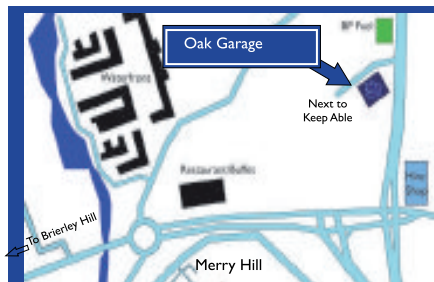 BP Fuel
Oak Garage
Waterfront
Next to
Keep Able
Restaurant/Buffet
Hire
Shop
To Brierley Hill
Merry Hill